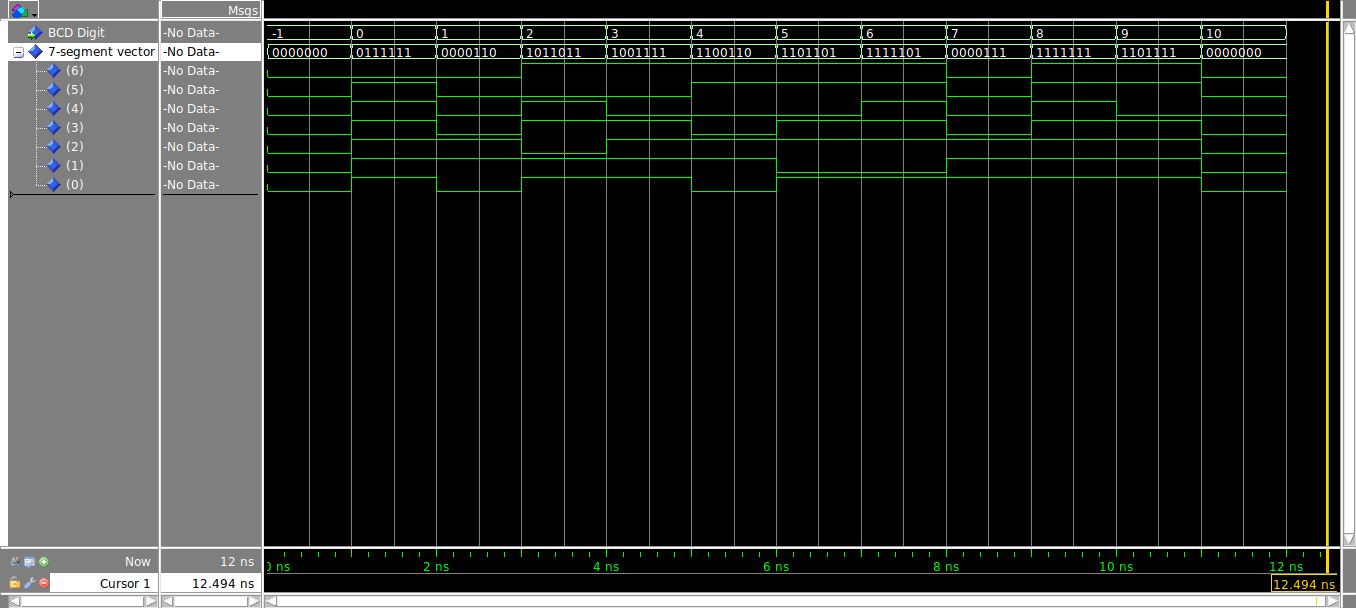 Msgs
BCD Digit -No Data- -1 0 1 2 3 4 5 6 7 8 9 10
7-segment vector -No Data- 0000000 0111111 0000110 1011011 1001111 1100110 1101101 1111101 0000111 1111111 1101111 0000000
(6) -No Data-
(5) -No Data-
(4) -No Data-
(3) -No Data-
(2) -No Data-
(1) -No Data-
(0) -No Data-
Now 12 ns 0 ns 2 ns 4 ns 6 ns 8 ns 10 ns 12 ns
Cursor 1 12.494 ns 12.494 ns